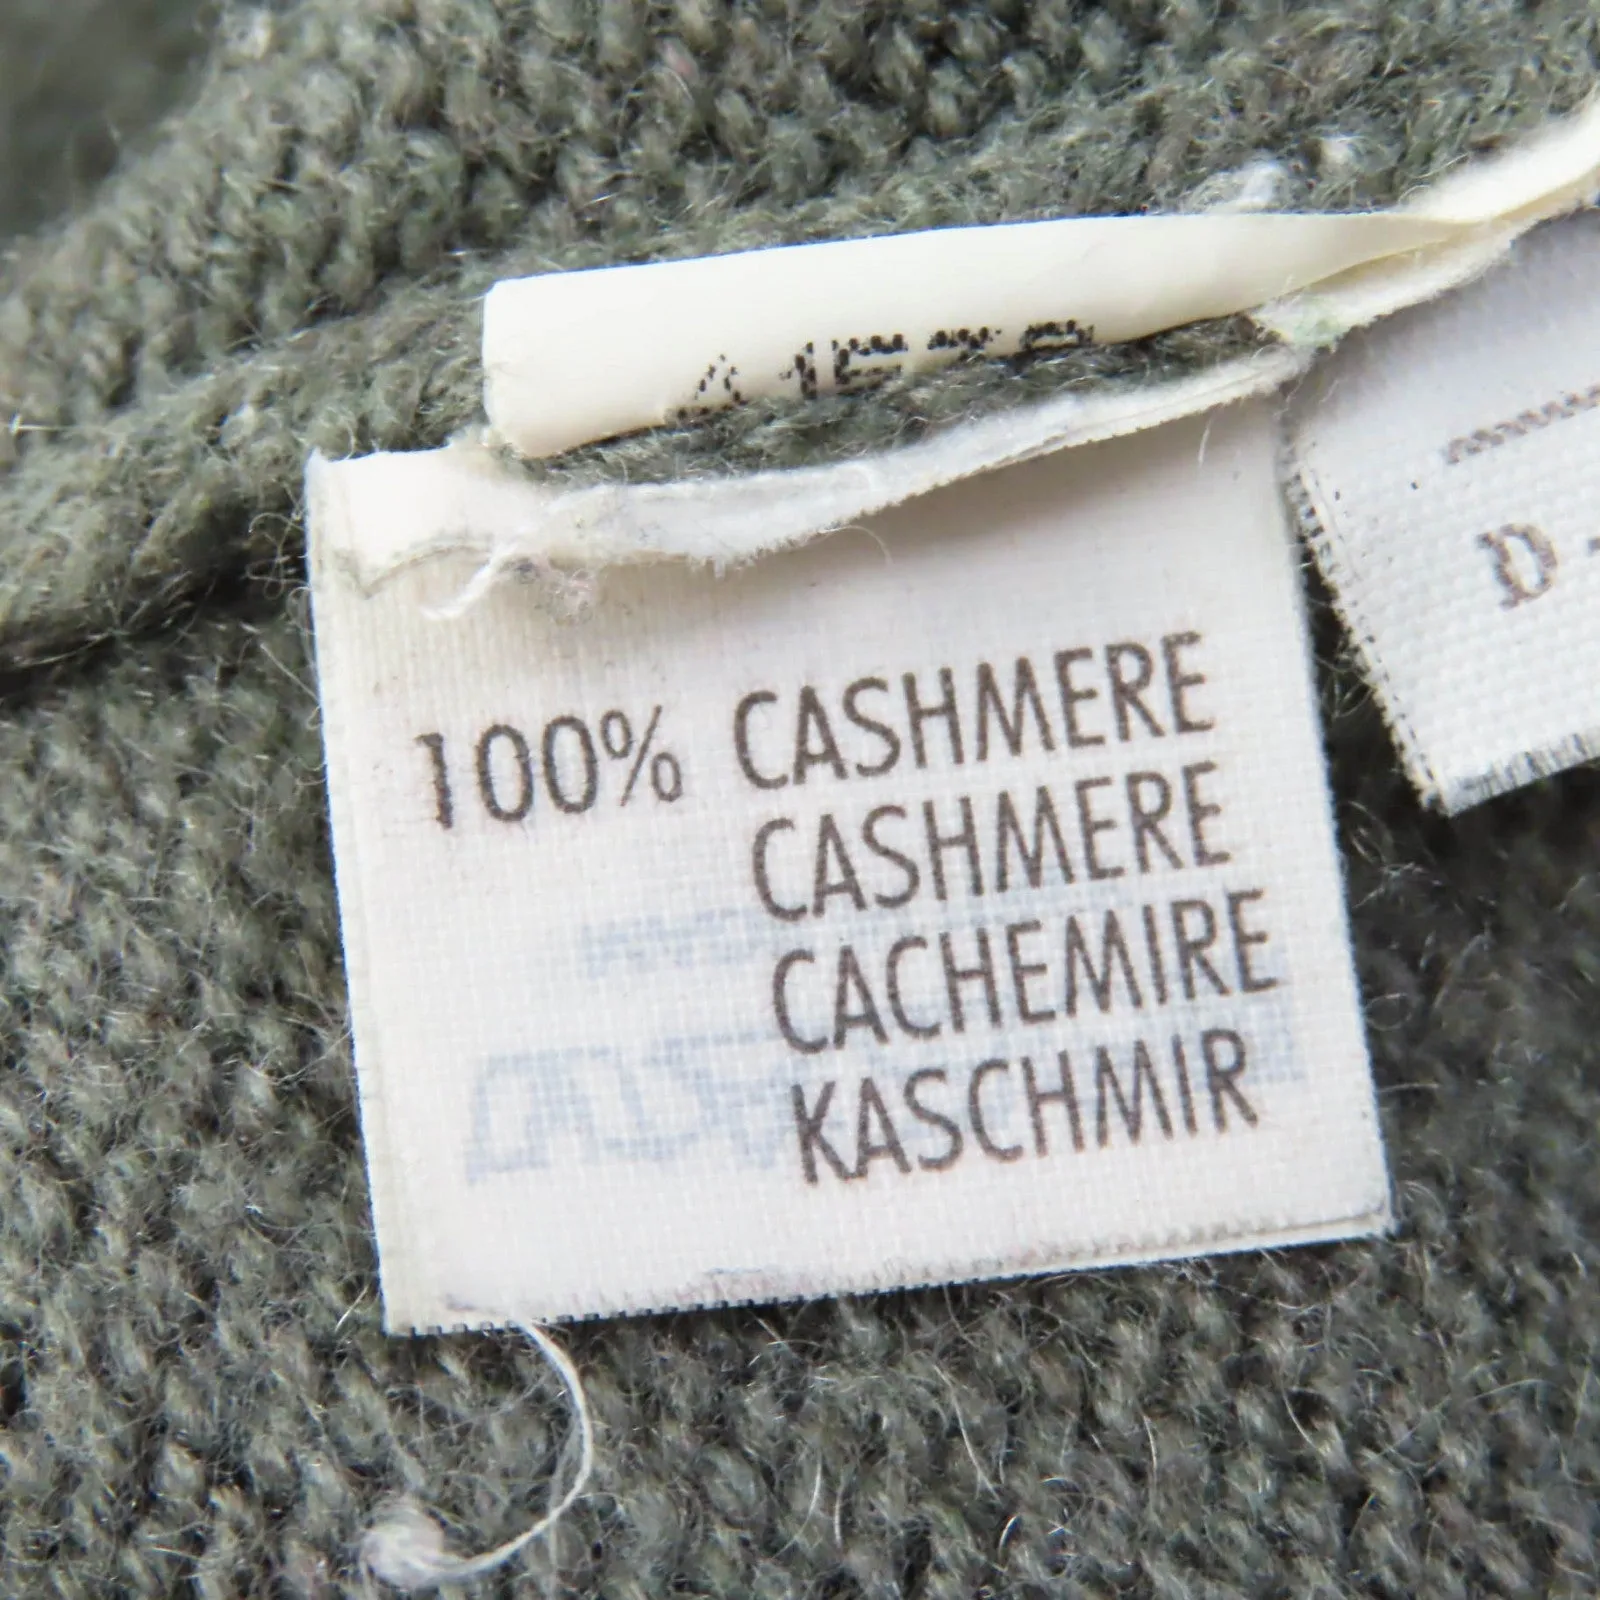 100% CASHMERE
CASHMERE
CACHEMIRE
KASCHMIR
D